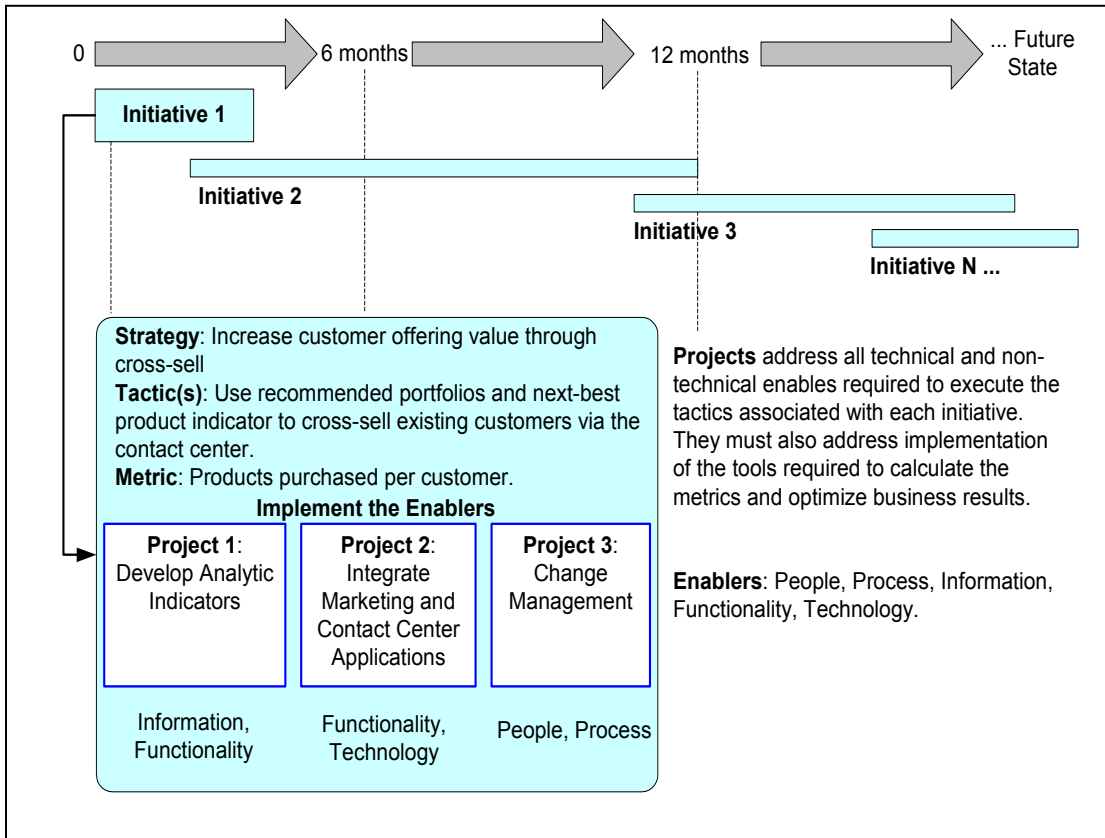 0
6 months
12 months
... Future
State
Initiative 1
Initiative 2
Initiative 3
Initiative N ...
Strategy: Increase customer offering value through
cross-sell
Tactic(s): Use recommended portfolios and next-best
product indicator to cross-sell existing customers via the
contact center.
Metric: Products purchased per customer.
Implement the Enablers
Project 1:
Develop Analytic
Indicators
Project 2:
Integrate
Marketing and
Contact Center
Applications
Project 3:
Change
Management
Information,
Functionality
Functionality,
Technology
People, Process
Projects address all technical and non-
technical enables required to execute the
tactics associated with each initiative.
They must also address implementation
of the tools required to calculate the
metrics and optimize business results.
Enablers: People, Process, Information,
Functionality, Technology.